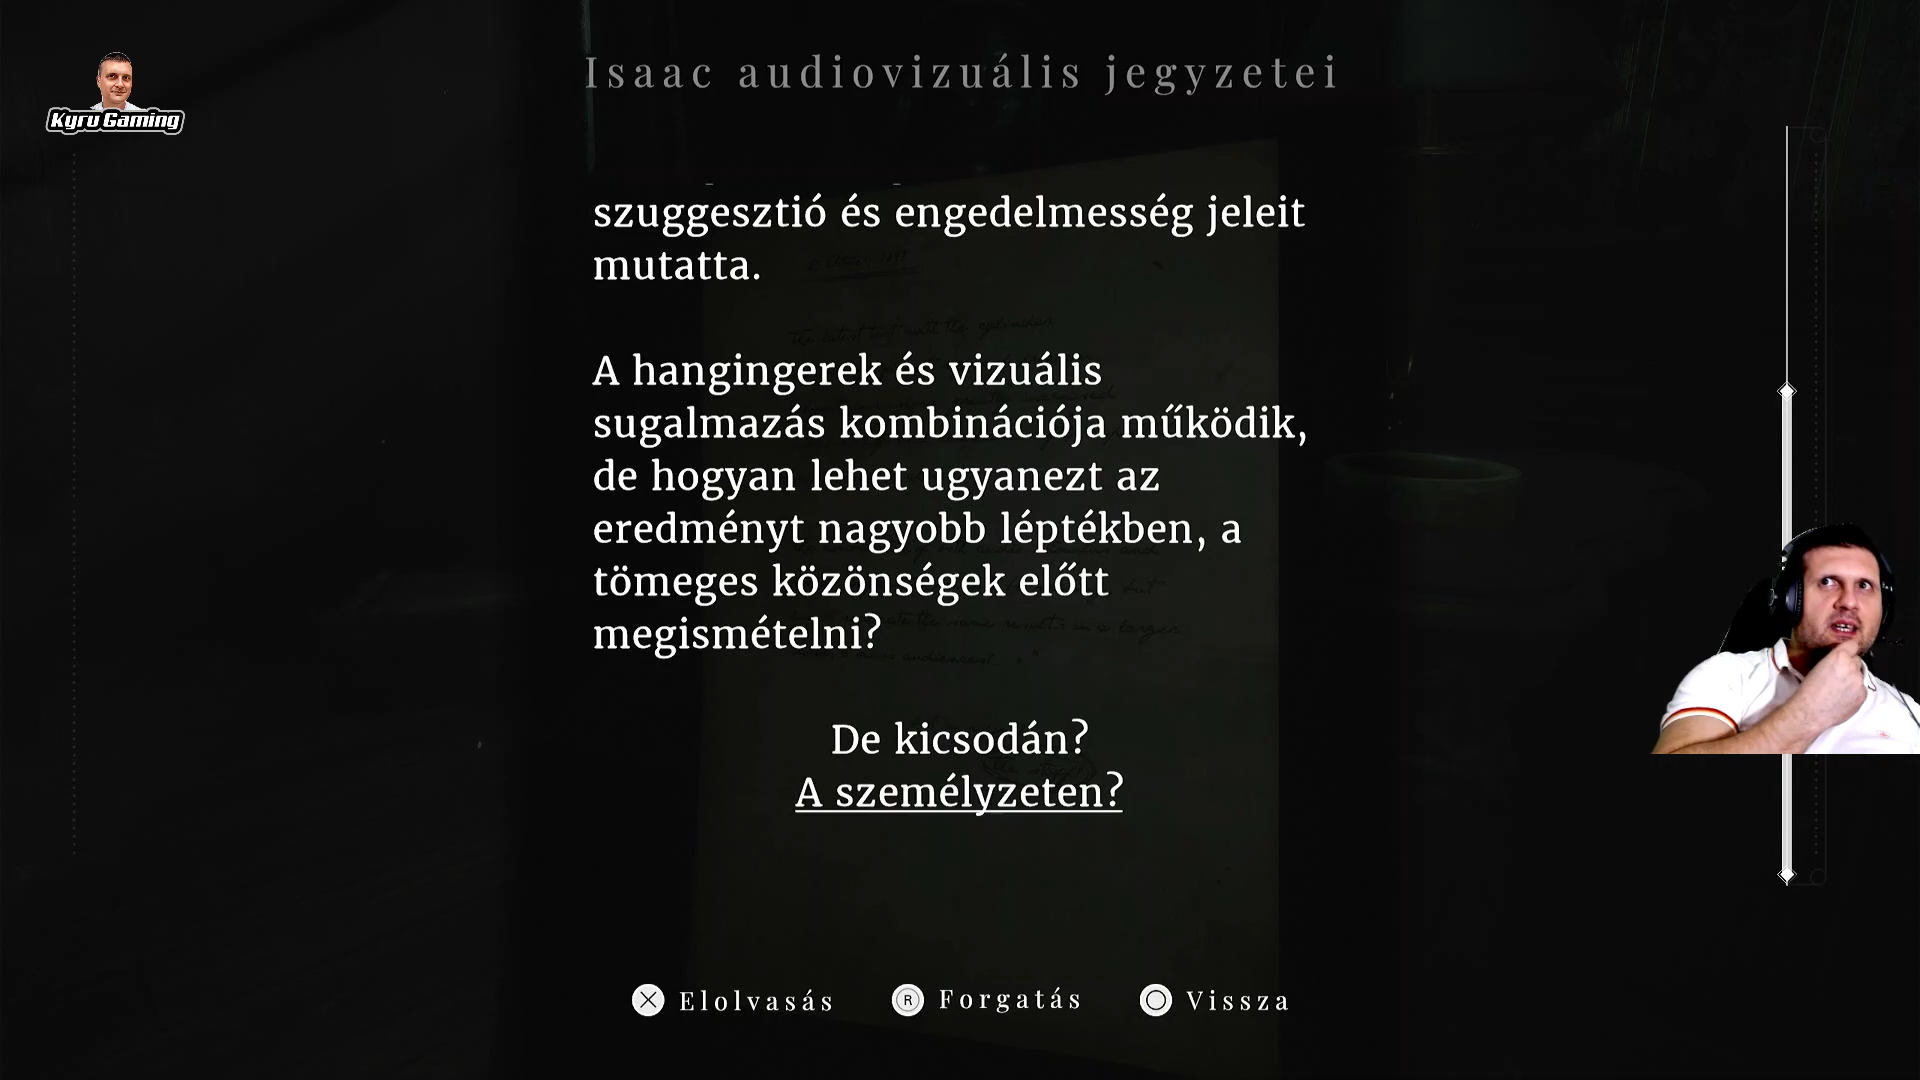 Isaac audiovizuális jegyzetei
Kyru Gaming
szuggesztió és engedelmesség jeleit
mutatta.
A hangingerek és vizuális
sugalmazás kombinációja működik,
de hogyan lehet ugyanezt az
eredményt nagyobb léptékben, a
tömeges közönségek előtt
megismételni?
De kicsodán?
A személyzeten?
R
Elolvasás Forgatás Vissza